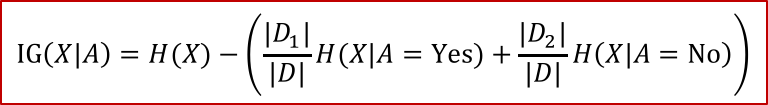 IG(X|A) = H(X) − (|D₁|/|D| H(X|A = Yes) + |D₂|/|D| H(X|A = No))